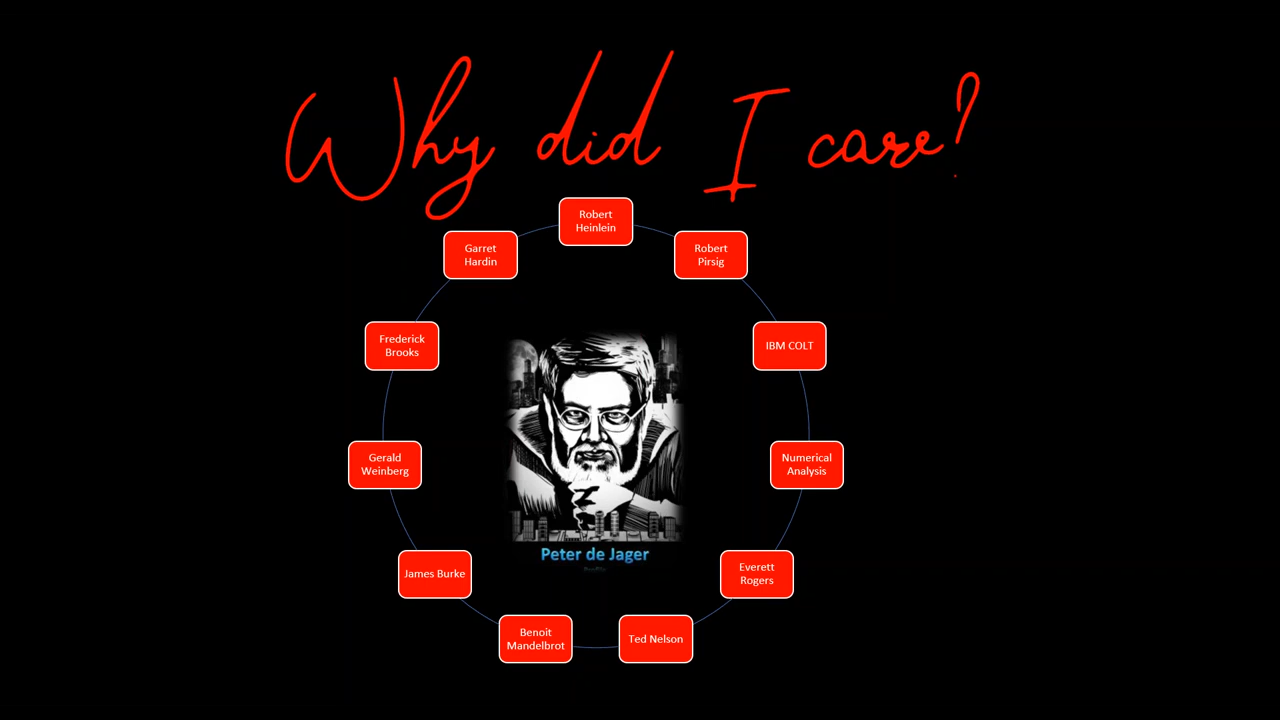 Why did I care?
Robert
Heinlein
Robert
Pirsig
IBM COLT
Numerical
Analysis
Everett
Rogers
Ted Nelson
Benoit
Mandelbrot
James Burke
Gerald
Weinberg
Frederick
Brooks
Garret
Hardin
Peter de Jager